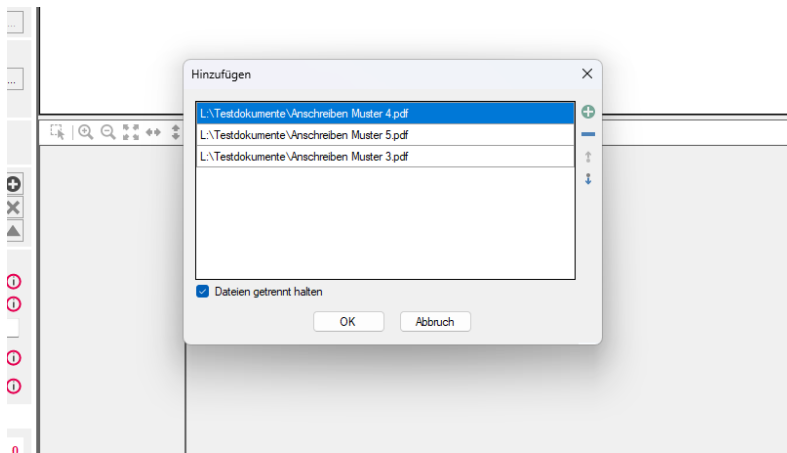 ...
...
Hinzufügen
L:\Testdokumente\Anschreiben Muster 4.pdf
L:\Testdokumente\Anschreiben Muster 5.pdf
L:\Testdokumente\Anschreiben Muster 3.pdf
Dateien getrennt halten
OK Abbruch
0